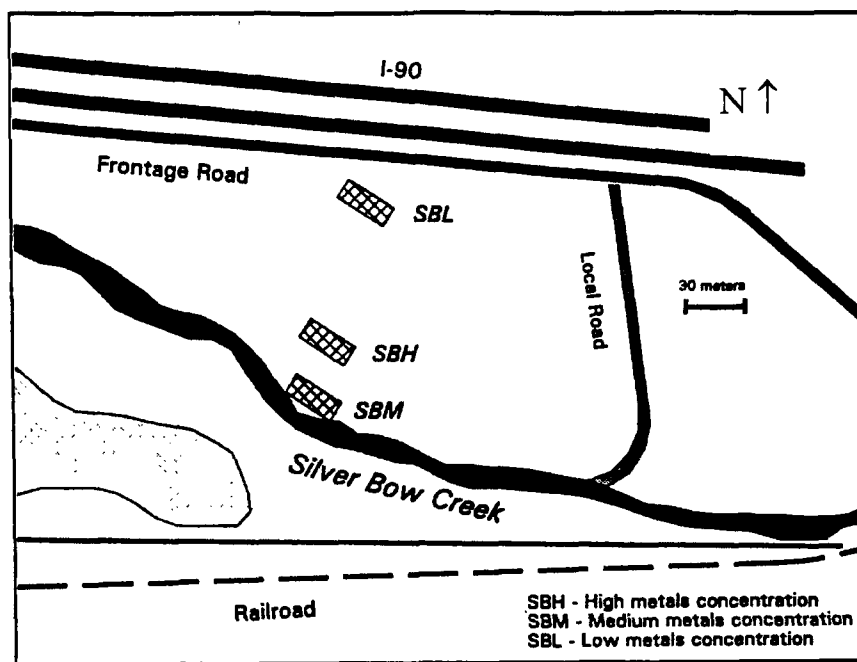 I-90
N ↑
Frontage Road
SBL
Local Road
30 meters
SBH
SBM
Silver Bow Creek
Railroad
SBH - High metals concentration
SBM - Medium metals concentration
SBL - Low metals concentration